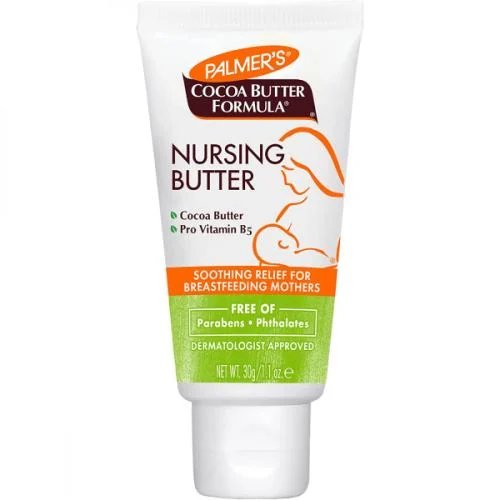 PALMER'S®
COCOA BUTTER
FORMULA®
NURSING
BUTTER
Cocoa Butter
Pro Vitamin B5
SOOTHING RELIEF FOR
BREASTFEEDING MOTHERS
FREE OF
Parabens • Phthalates
DERMATOLOGIST APPROVED
NET WT. 30g/1.1 oz. e